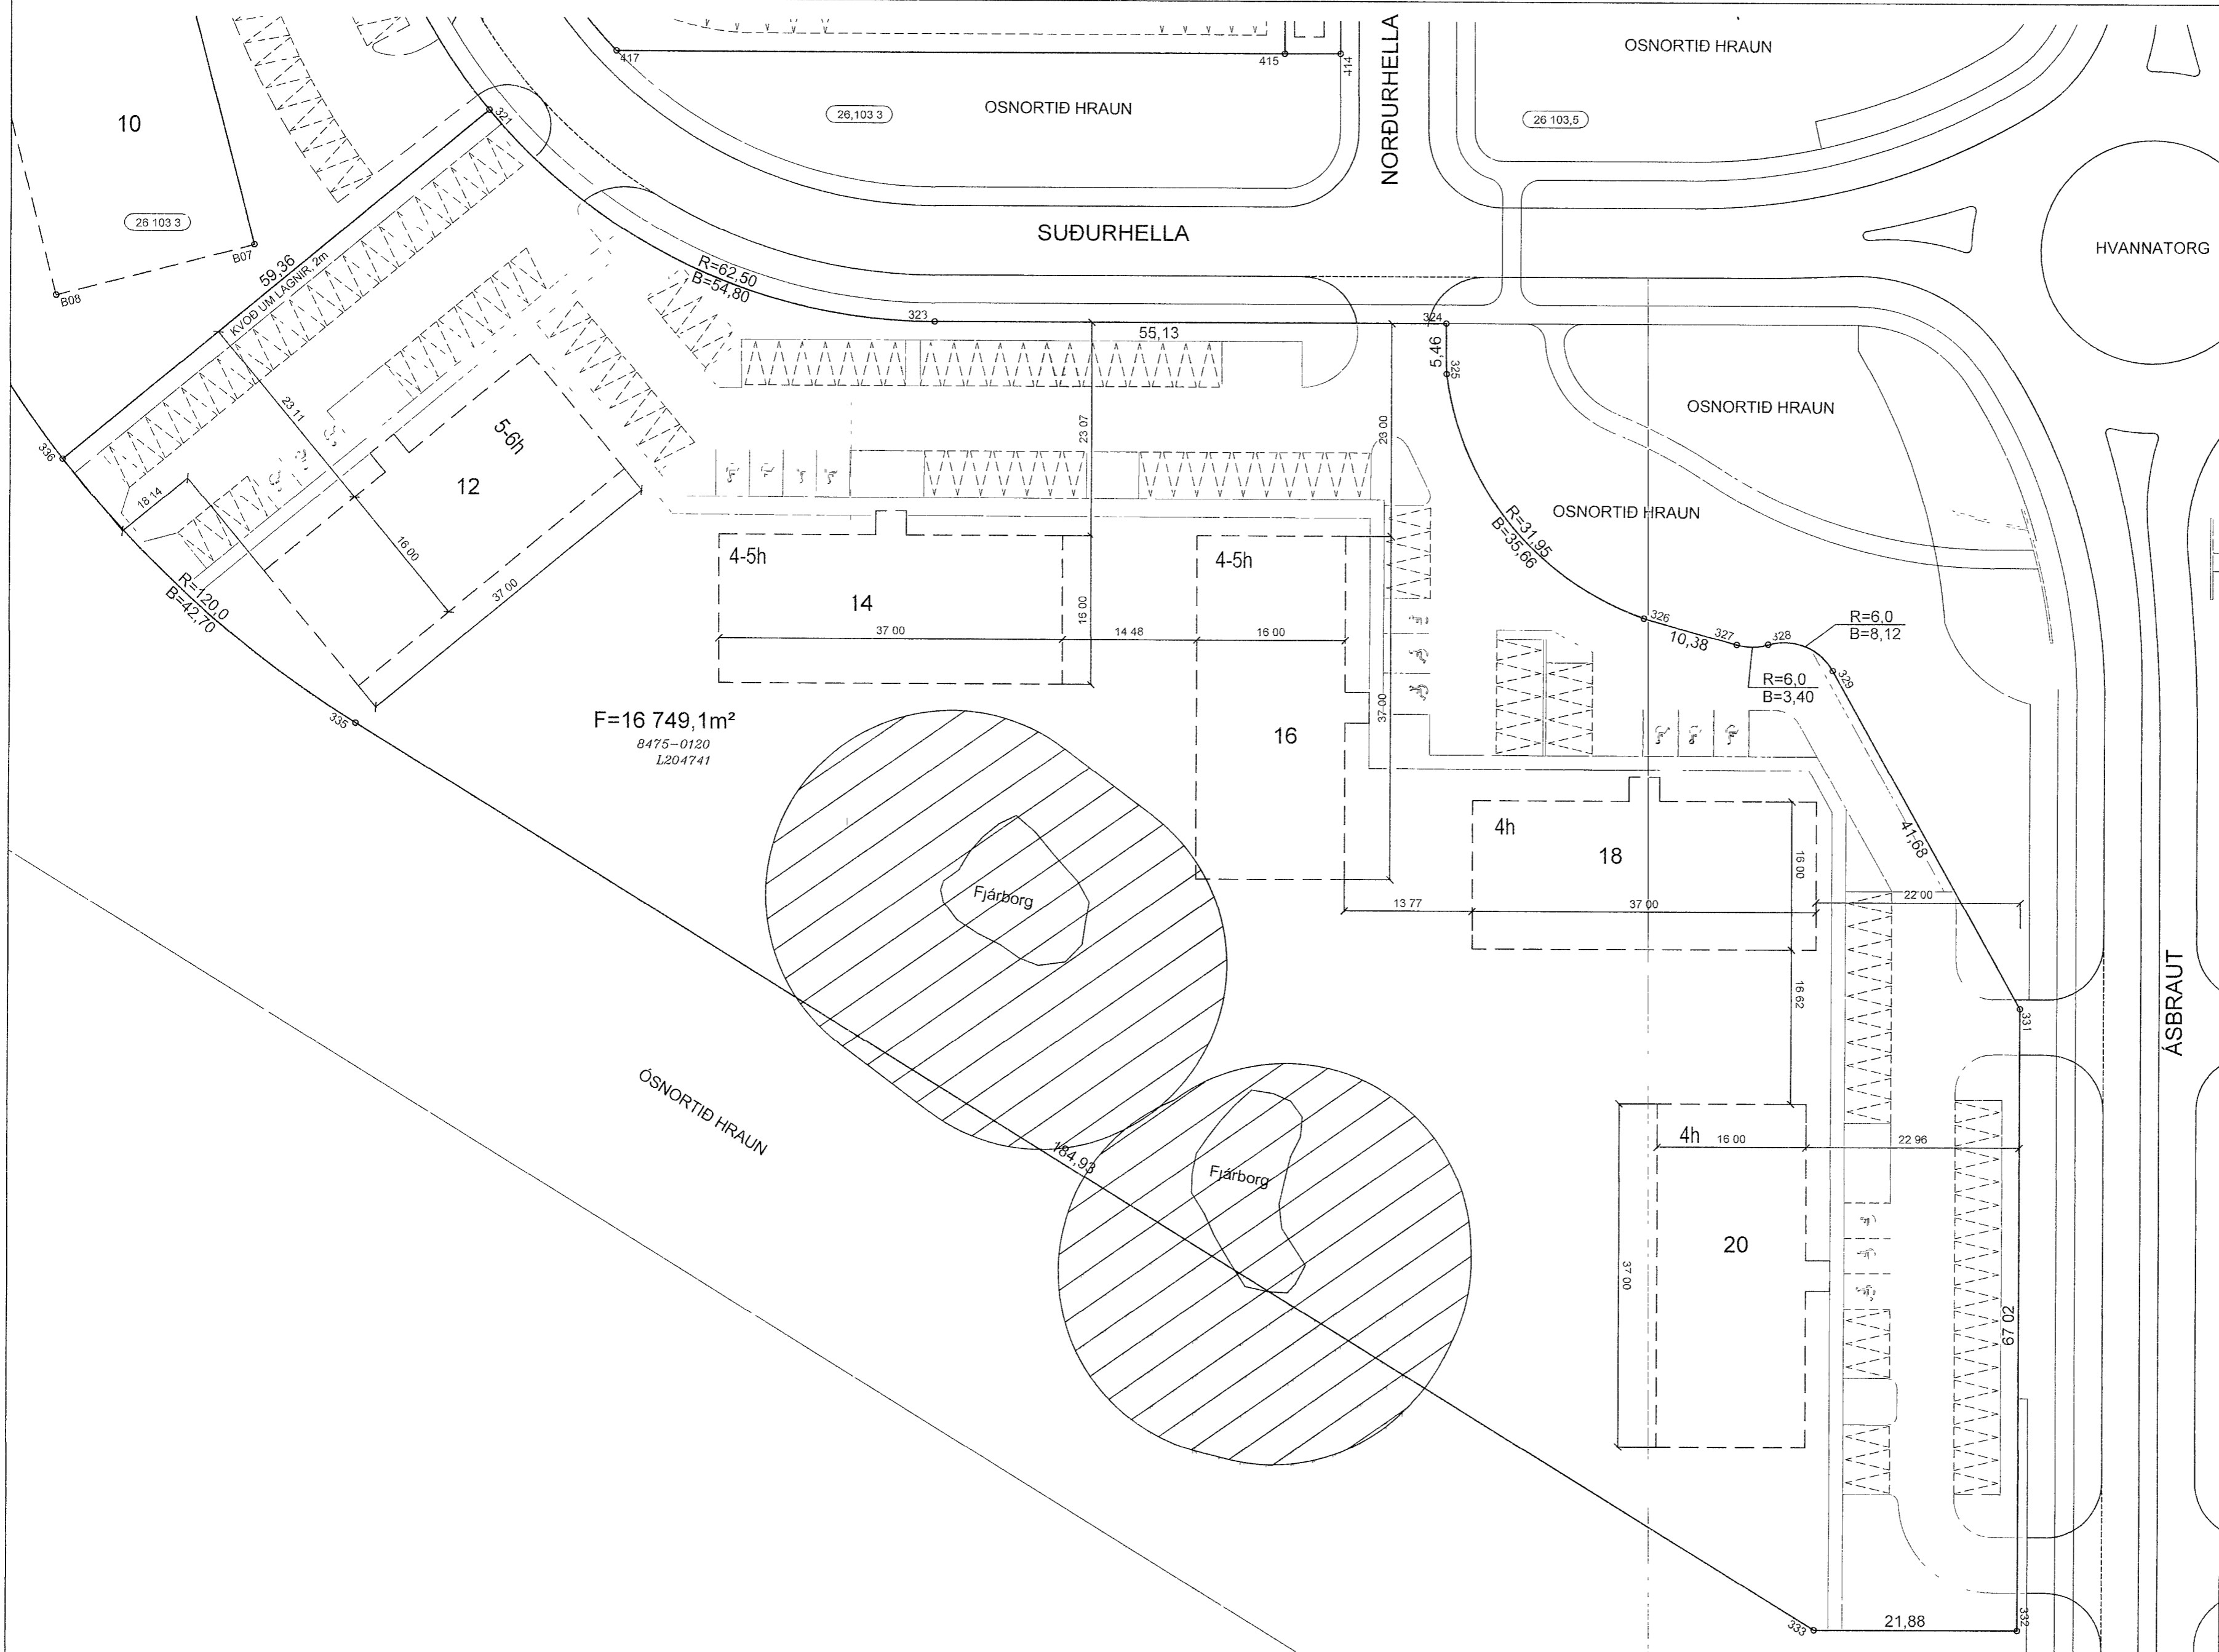 417
415
414
NORÐURHELLA
OSNORTIÐ HRAUN
10
321
26,103 3
OSNORTIÐ HRAUN
26 103,5
26 103 3
B07
B08
59,36
KVOÐ UM LAGNIR, 2m
SUÐURHELLA
HVANNATORG
R=62,50
B=54,80
323
55,13
324
5,46
325
23 11
5-6h
12
23 07
23 00
OSNORTIÐ HRAUN
336
18 14
16 00
37 00
R=120,0
B=42,70
335
4-5h
14
37 00
16 00
14 48
4-5h
16 00
37-00
16
R=31,95
B=35,66
OSNORTIÐ HRAUN
326
10,38
327
328
R=6,0
B=8,12
R=6,0
B=3,40
329
F=16 749,1m²
8475-0120
L204741
41,68
4h
18
16 00
13 77
37 00
22 00
Fjárborg
16 62
331
ÁSBRAUT
ÓSNORTIÐ HRAUN
184,93
Fjárborg
4h
16 00
22 96
20
37 00
67 02
333
21,88
332